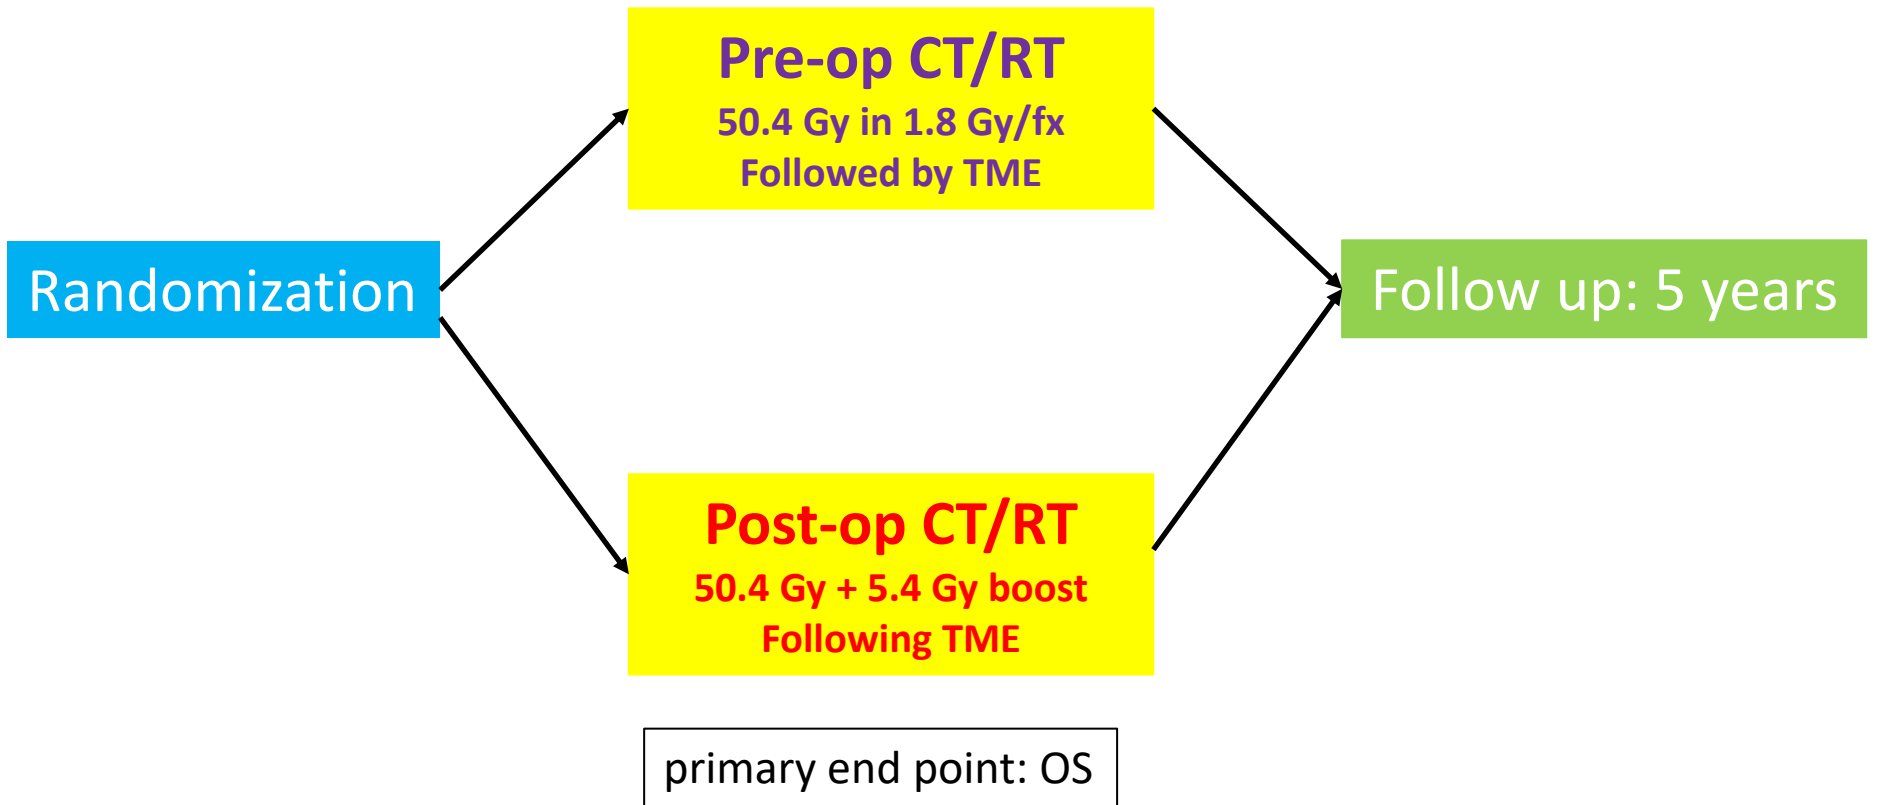 Pre-op CT/RT
50.4 Gy in 1.8 Gy/fx
Followed by TME
Randomization
Follow up: 5 years
Post-op CT/RT
50.4 Gy + 5.4 Gy boost
Following TME
primary end point: OS